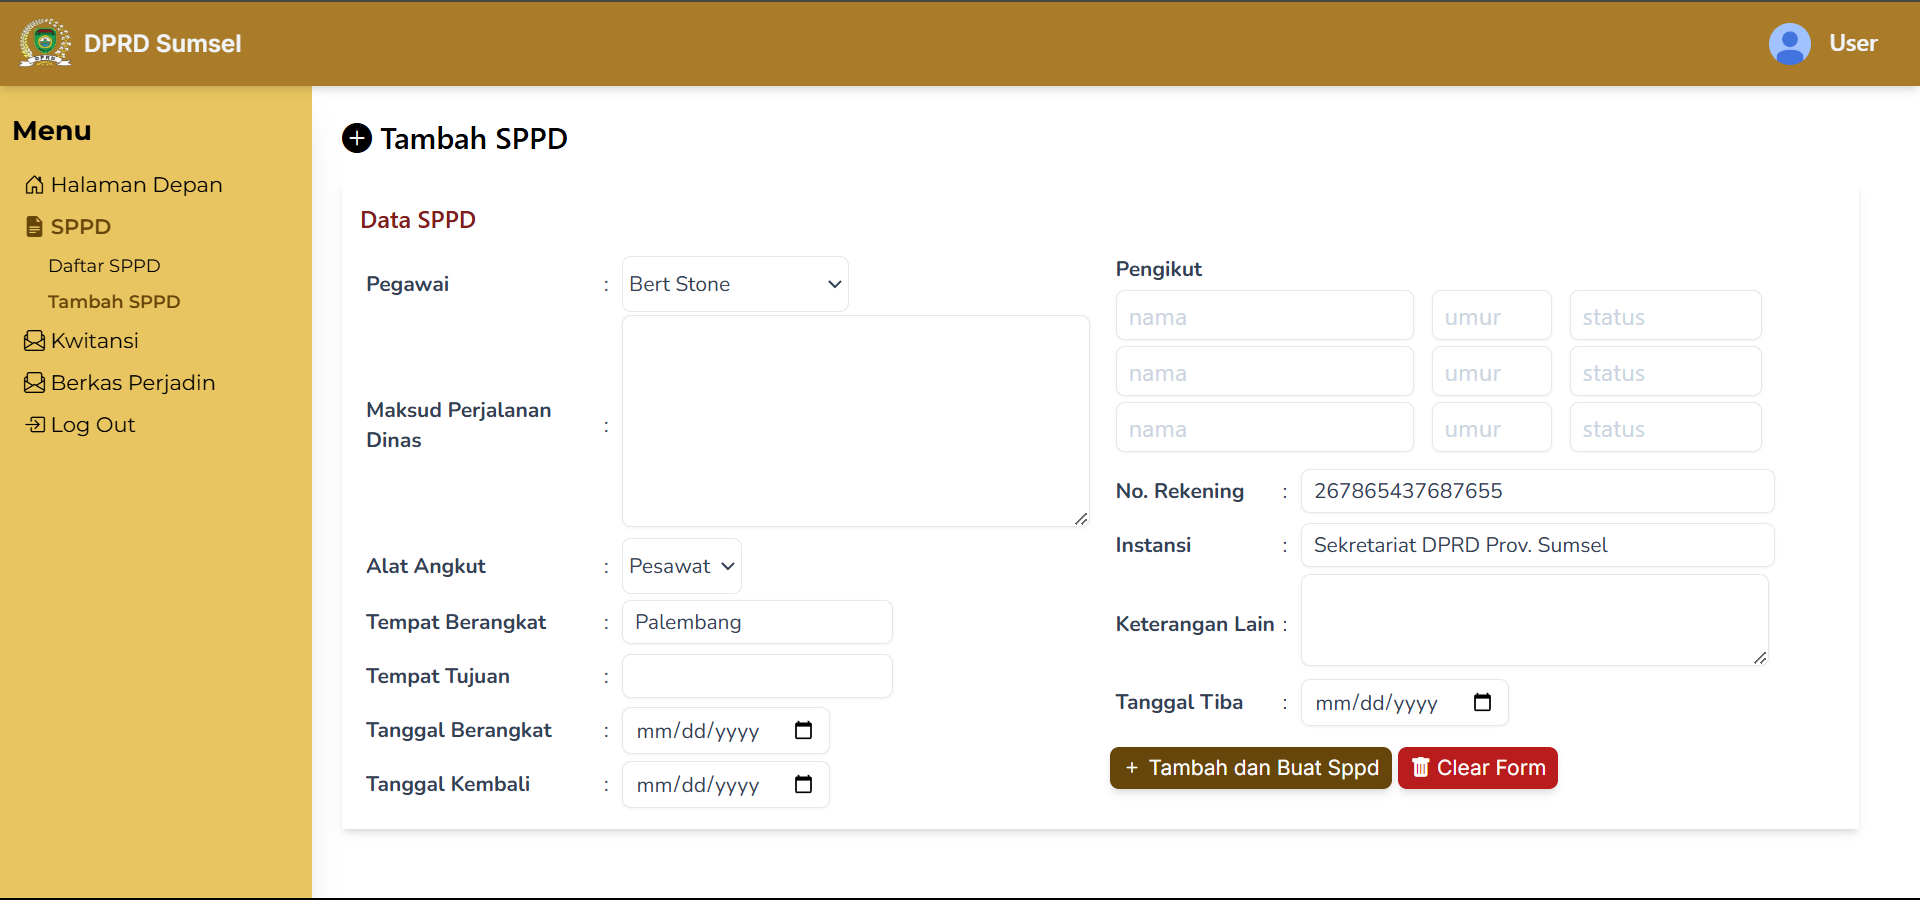 DPRD Sumsel
User
Menu
Halaman Depan
SPPD
Daftar SPPD
Tambah SPPD
Kwitansi
Berkas Perjadin
Log Out
Tambah SPPD
Data SPPD
Pegawai : Bert Stone
Maksud Perjalanan
Dinas :
Alat Angkut : Pesawat
Tempat Berangkat : Palembang
Tempat Tujuan :
Tanggal Berangkat : mm/dd/yyyy
Tanggal Kembali : mm/dd/yyyy
Pengikut
nama umur status
nama umur status
nama umur status
No. Rekening : 267865437687655
Instansi : Sekretariat DPRD Prov. Sumsel
Keterangan Lain :
Tanggal Tiba : mm/dd/yyyy
+ Tambah dan Buat Sppd
Clear Form